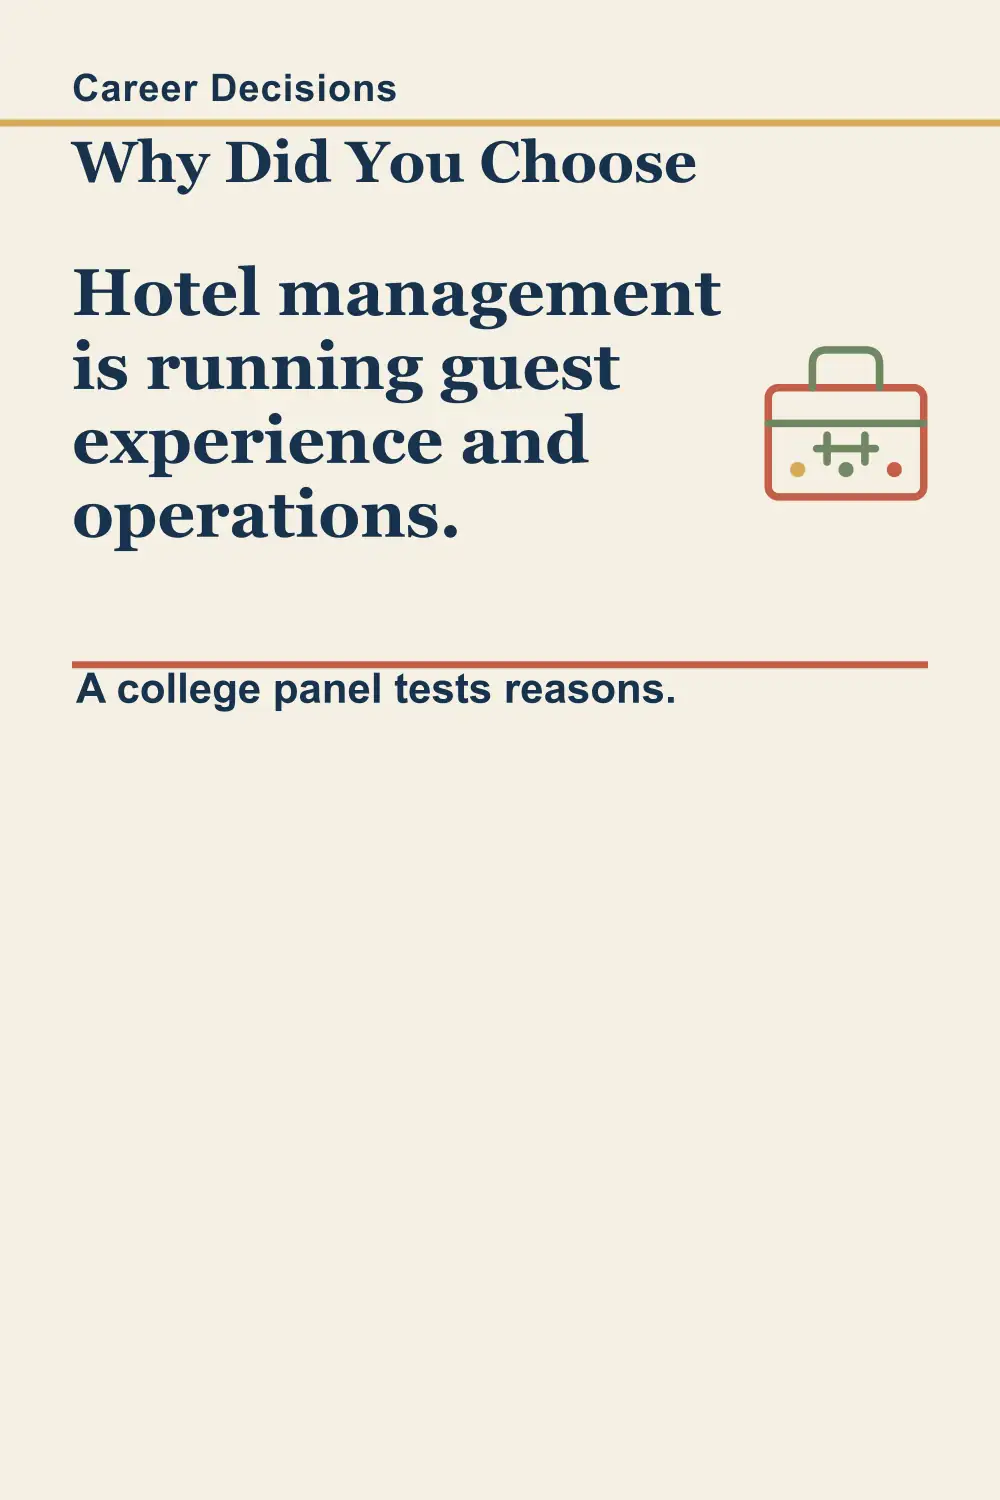 Career Decisions
Why Did You Choose
Hotel management
is running guest
experience and
operations.
A college panel tests reasons.